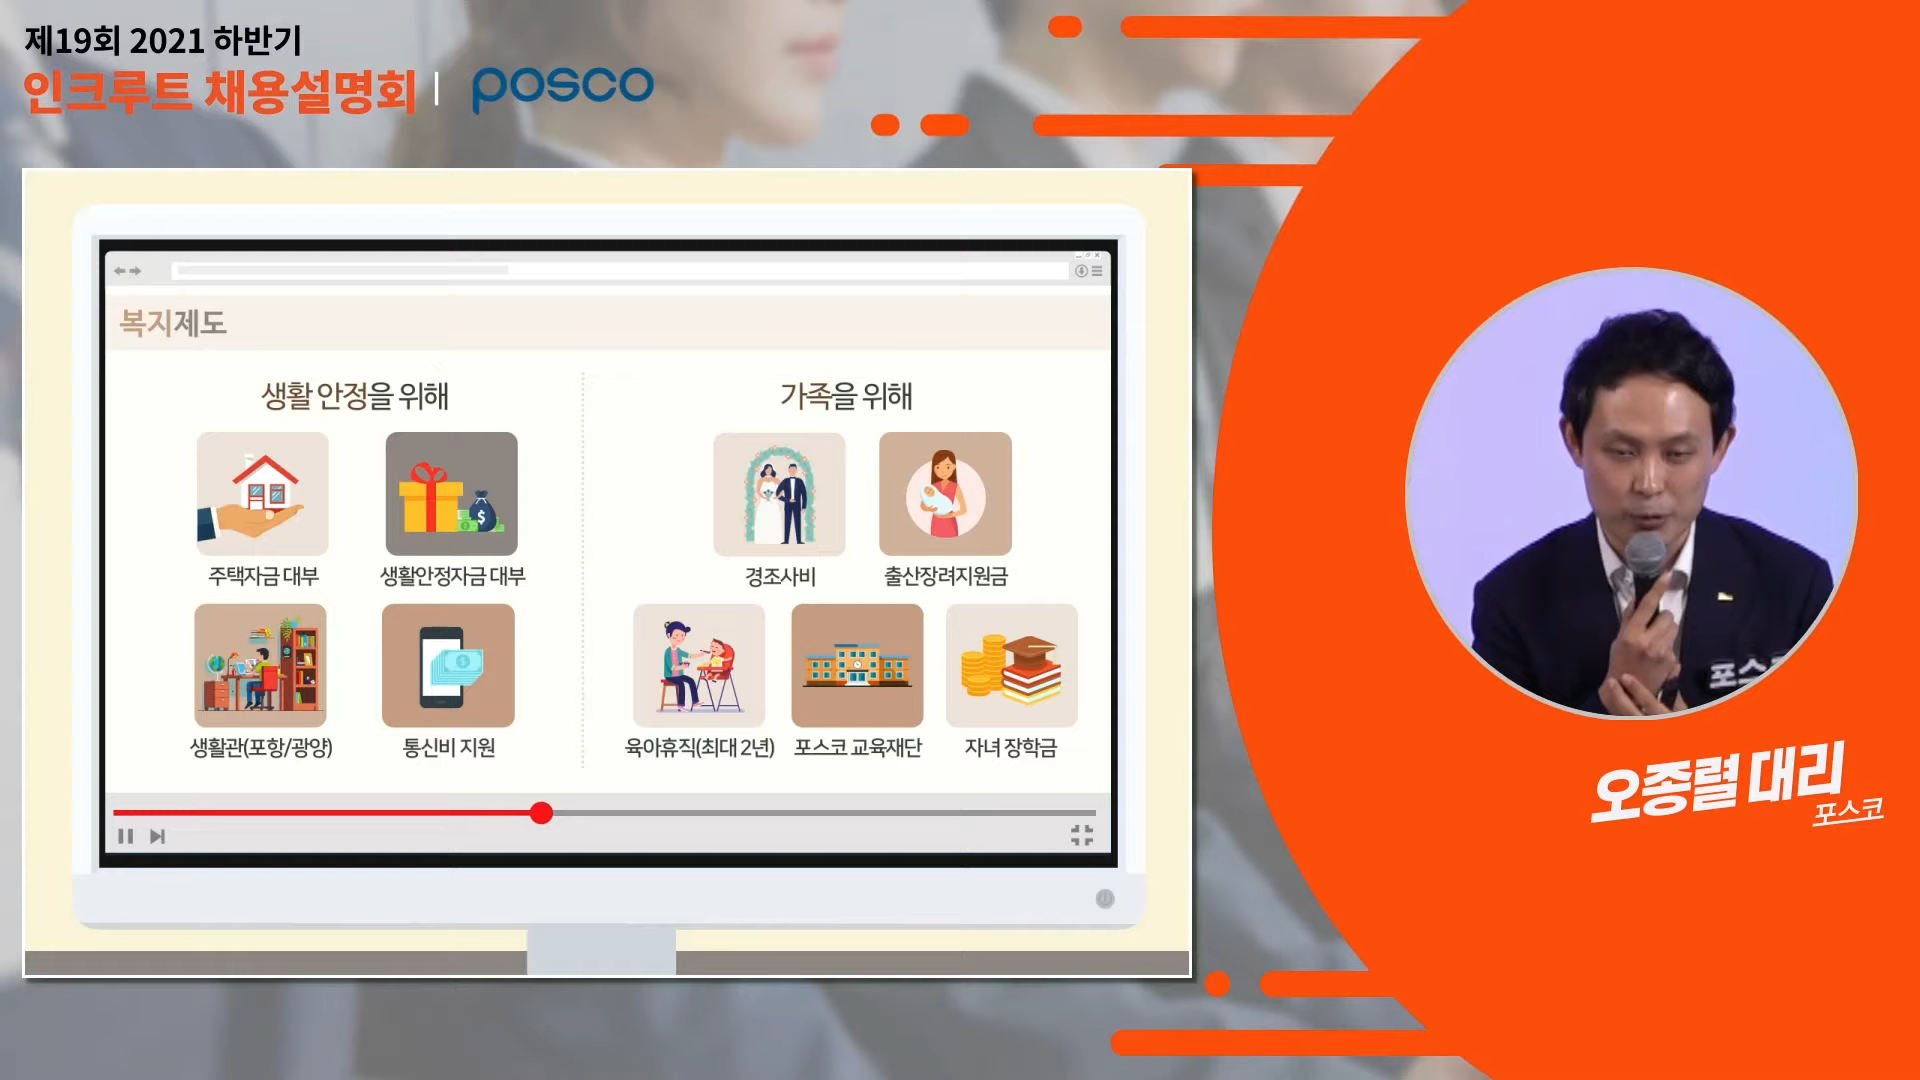 제19회 2021 하반기
인크루트 채용설명회
posco
복지제도
생활 안정을 위해
가족을 위해
주택자금 대부
생활안정자금 대부
경조사비
출산장려지원금
생활관(포항/광양)
통신비 지원
육아휴직(최대 2년)
포스코 교육재단
자녀 장학금
오종렬 대리
포스코